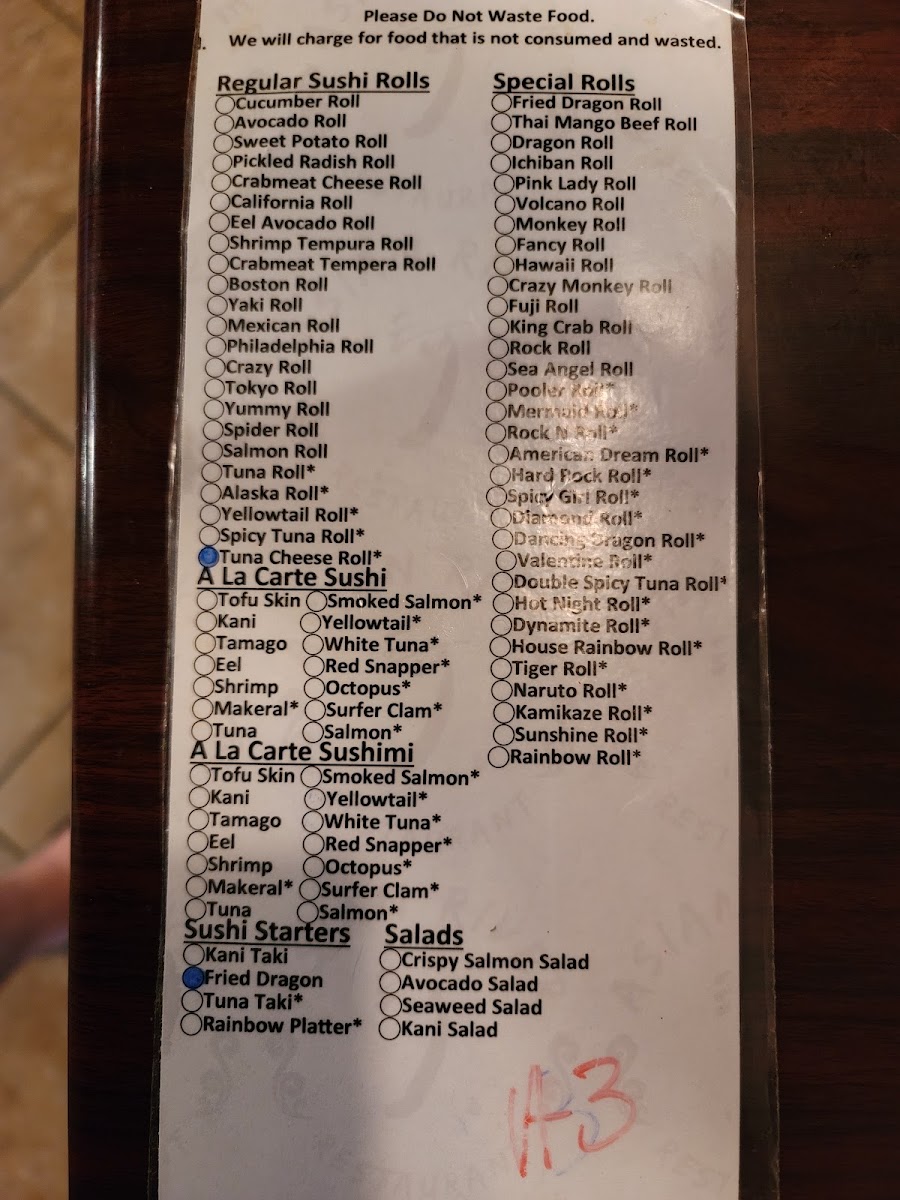 Please Do Not Waste Food.
We will charge for food that is not consumed and wasted.
Regular Sushi Rolls
Cucumber Roll
Avocado Roll
Sweet Potato Roll
Pickled Radish Roll
Crabmeat Cheese Roll
California Roll
Eel Avocado Roll
Shrimp Tempura Roll
Crabmeat Tempera Roll
Boston Roll
Yaki Roll
Mexican Roll
Philadelphia Roll
Crazy Roll
Tokyo Roll
Yummy Roll
Spider Roll
Salmon Roll
Tuna Roll*
Alaska Roll*
Yellowtail Roll*
Spicy Tuna Roll*
Tuna Cheese Roll*
A La Carte Sushi
Tofu Skin Smoked Salmon*
Kani Yellowtail*
Tamago White Tuna*
Eel Red Snapper*
Shrimp Octopus*
Makeral* Surfer Clam*
Tuna Salmon*
A La Carte Sushimi
Tofu Skin Smoked Salmon*
Kani Yellowtail*
Tamago White Tuna*
Eel Red Snapper*
Shrimp Octopus*
Makeral* Surfer Clam*
Tuna Salmon*
Special Rolls
Fried Dragon Roll
Thai Mango Beef Roll
Dragon Roll
Ichiban Roll
Pink Lady Roll
Volcano Roll
Monkey Roll
Fancy Roll
Hawaii Roll
Crazy Monkey Roll
Fuji Roll
King Crab Roll
Rock Roll
Sea Angel Roll
Pooler Roll*
Mermaid Roll*
Rock N Roll*
American Dream Roll*
Hard Rock Roll*
Spicy Girl Roll*
Diamond Roll*
Dancing Dragon Roll*
Valentine Roll*
Double Spicy Tuna Roll*
Hot Night Roll*
Dynamite Roll*
House Rainbow Roll*
Tiger Roll*
Naruto Roll*
Kamikaze Roll*
Sunshine Roll*
Rainbow Roll*
Sushi Starters
Kani Taki
Fried Dragon
Tuna Taki*
Rainbow Platter*
Salads
Crispy Salmon Salad
Avocado Salad
Seaweed Salad
Kani Salad